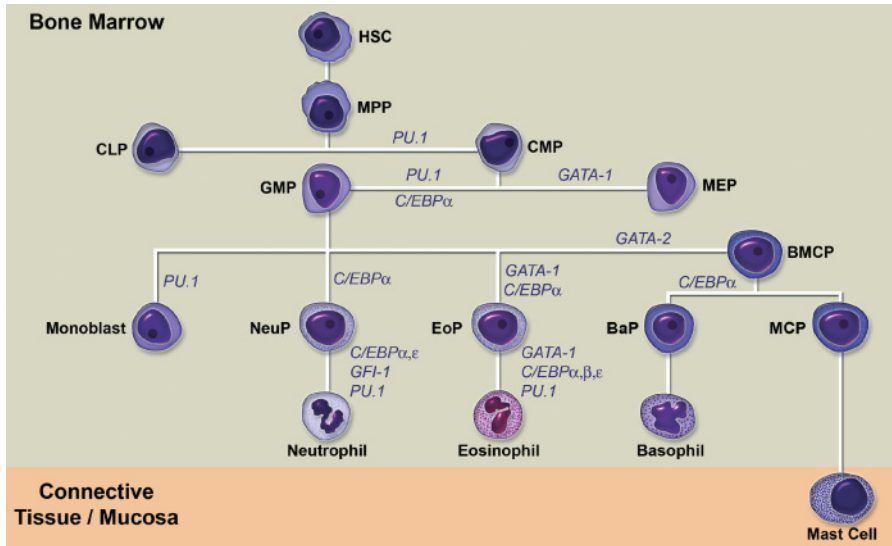 Bone Marrow
HSC
MPP
CLP
PU.1
CMP
GMP
PU.1
GATA-1
MEP
C/EBPα
GATA-2
BMCP
PU.1
C/EBPα
GATA-1
C/EBPα
C/EBPα
Monoblast
NeuP
EoP
BaP
MCP
C/EBPα,ε
GFI-1
PU.1
GATA-1
C/EBPα,β,ε
PU.1
Neutrophil
Eosinophil
Basophil
Connective
Tissue / Mucosa
Mast Cell